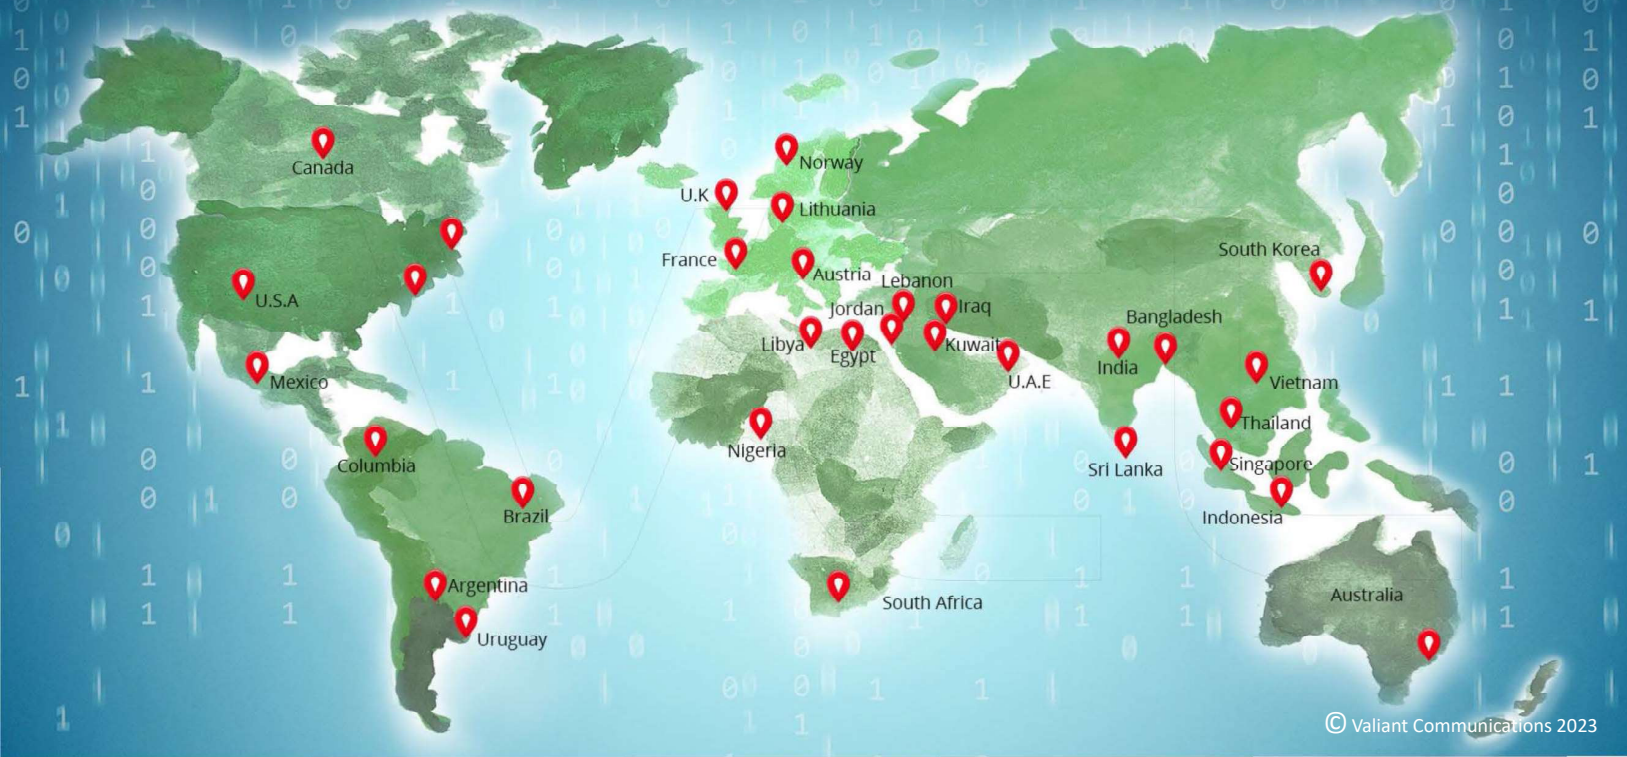 Canada
Norway
U.K
Lithuania
France
Austria
South Korea
Lebanon
U.S.A
Jordan
Iraq
Bangladesh
Libya
Egypt
Kuwait
India
U.A.E
Mexico
Vietnam
Thailand
Nigeria
Columbia
Singapore
Sri Lanka
Brazil
Indonesia
Argentina
Australia
South Africa
Uruguay
© Valiant Communications 2023